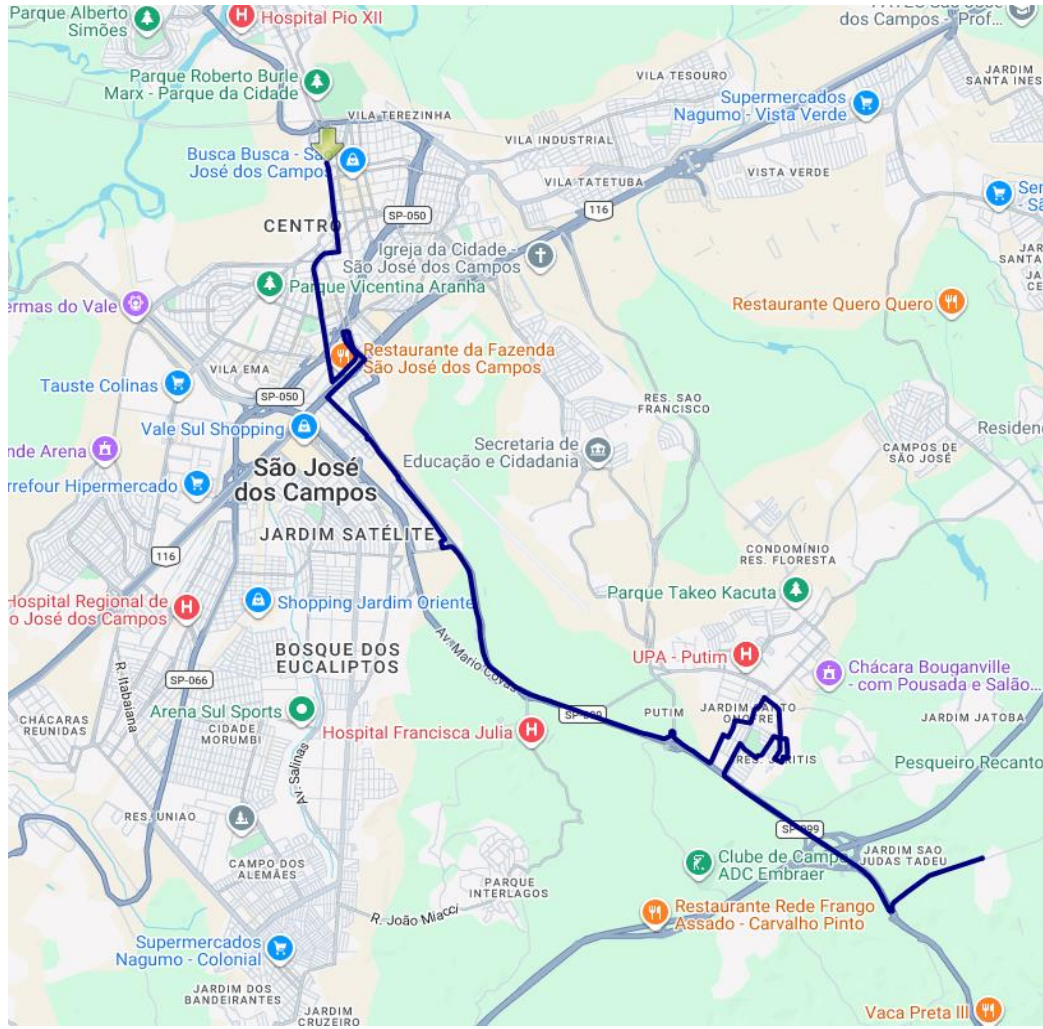 Parque Alberto
Simões
Hospital Pio XII
dos Campos - Prof...
Parque Roberto Burle
Marx - Parque da Cidade
VILA TEREZINHA
VILA TESOURO
JARDIM
SANTA INES
Supermercados
Nagumo - Vista Verde
VILA INDUSTRIAL
Busca Busca - São
José dos Campos
VILA TATETUBA
VISTA VERDE
CENTRO
SP-050
116
Igreja da Cidade -
São José dos Campos
Parque Vicentina Aranha
ermas do Vale
Restaurante Quero Quero
Restaurante da Fazenda
São José dos Campos
VILA EMA
Tauste Colinas
SP-050
RES. SAO
FRANCISCO
Vale Sul Shopping
nde Arena
Secretaria de
Educação e Cidadania
CAMPOS DE
SÃO JOSÉ
São José
dos Campos
rrefour Hipermercado
JARDIM SATÉLITE
116
CONDOMÍNIO
RES. FLORESTA
Parque Takeo Kacuta
Shopping Jardim Oriente
Hospital Regional de
o José dos Campos
BOSQUE DOS
EUCALIPTOS
Av. Mario Covas
UPA - Putim
SP-066
R. Itabaiana
Chácara Bouganville
- com Pousada e Salão...
Arena Sul Sports
CHÁCARAS
REUNIDAS
CIDADE
MORUMBI
Av. Salinas
Hospital Francisca Julia
PUTIM
JARDIM JATOBA
Pesqueiro Recanto
RES. UNIAO
SP-099
JARDIM SAO
JUDAS TADEU
CAMPO DOS
ALEMÃES
PARQUE
INTERLAGOS
Clube de Campo
ADC Embraer
R. João Miacci
Restaurante Rede Frango
Assado - Carvalho Pinto
Supermercados
Nagumo - Colonial
JARDIM DOS
BANDEIRANTES
JARDIM
CRUZEIRO
Vaca Preta III